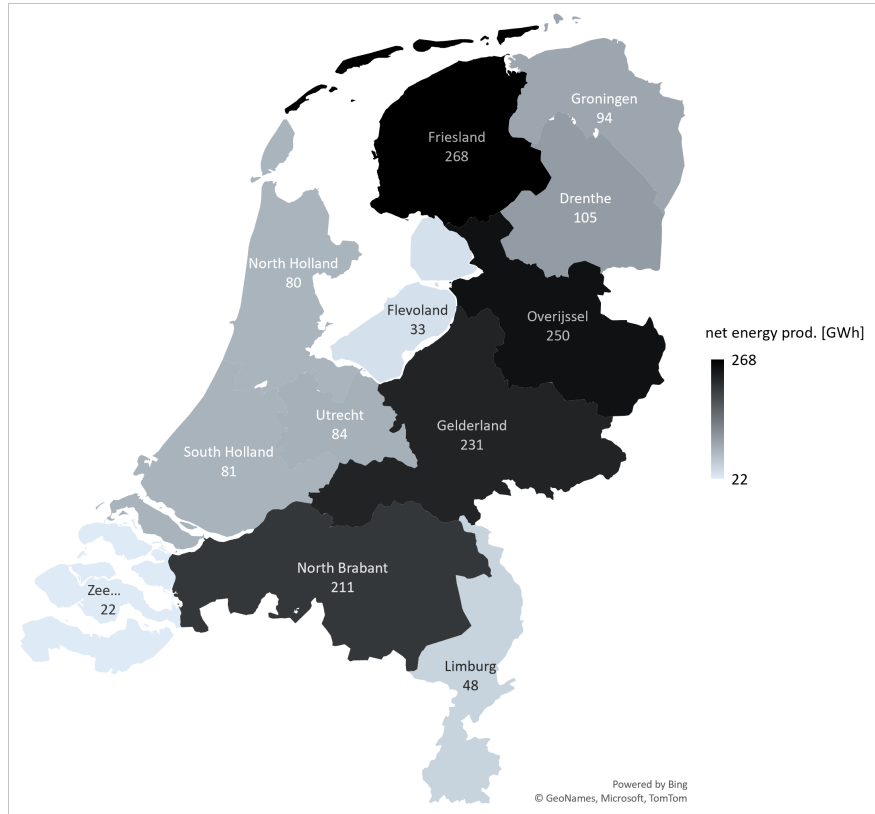 Groningen
94
Friesland
268
Drenthe
105
North Holland
80
Flevoland
33
Overijssel
250
net energy prod. [GWh]
268
22
Utrecht
84
Gelderland
231
South Holland
81
North Brabant
211
Zee...
22
Limburg
48
Powered by Bing
© GeoNames, Microsoft, TomTom